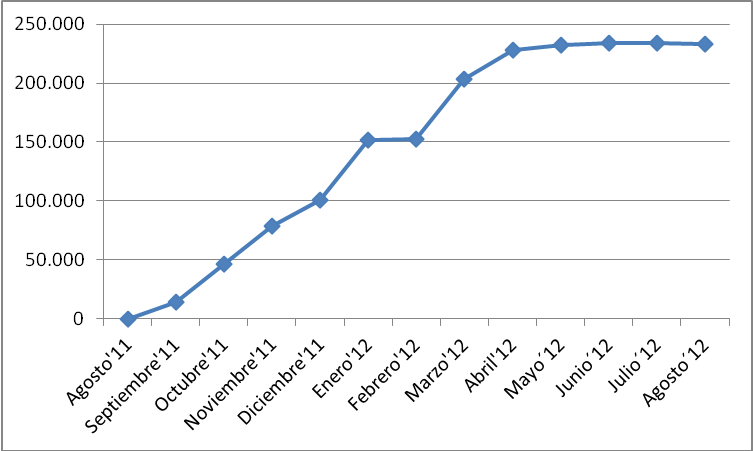 250.000
200.000
150.000
100.000
50.000
0
Agosto'11
Septiembre'11
Octubre'11
Noviembre'11
Diciembre'11
Enero'12
Febrero'12
Marzo'12
Abril'12
Mayo´12
Junio´12
Julio´12
Agosto´12